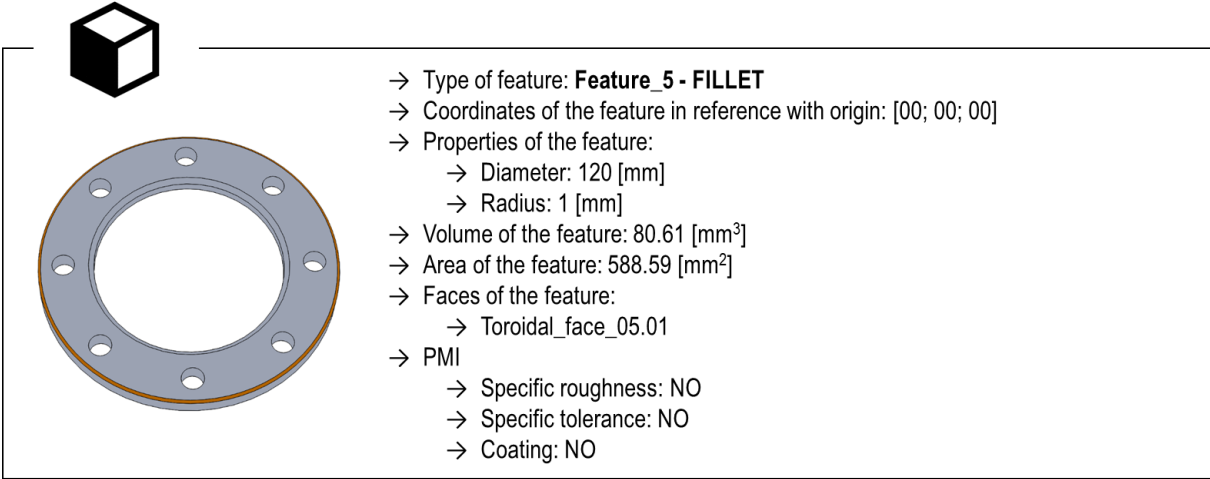 → Type of feature: Feature_5 - FILLET
→ Coordinates of the feature in reference with origin: [00; 00; 00]
→ Properties of the feature:
→ Diameter: 120 [mm]
→ Radius: 1 [mm]
→ Volume of the feature: 80.61 [mm³]
→ Area of the feature: 588.59 [mm²]
→ Faces of the feature:
→ Toroidal_face_05.01
→ PMI
→ Specific roughness: NO
→ Specific tolerance: NO
→ Coating: NO